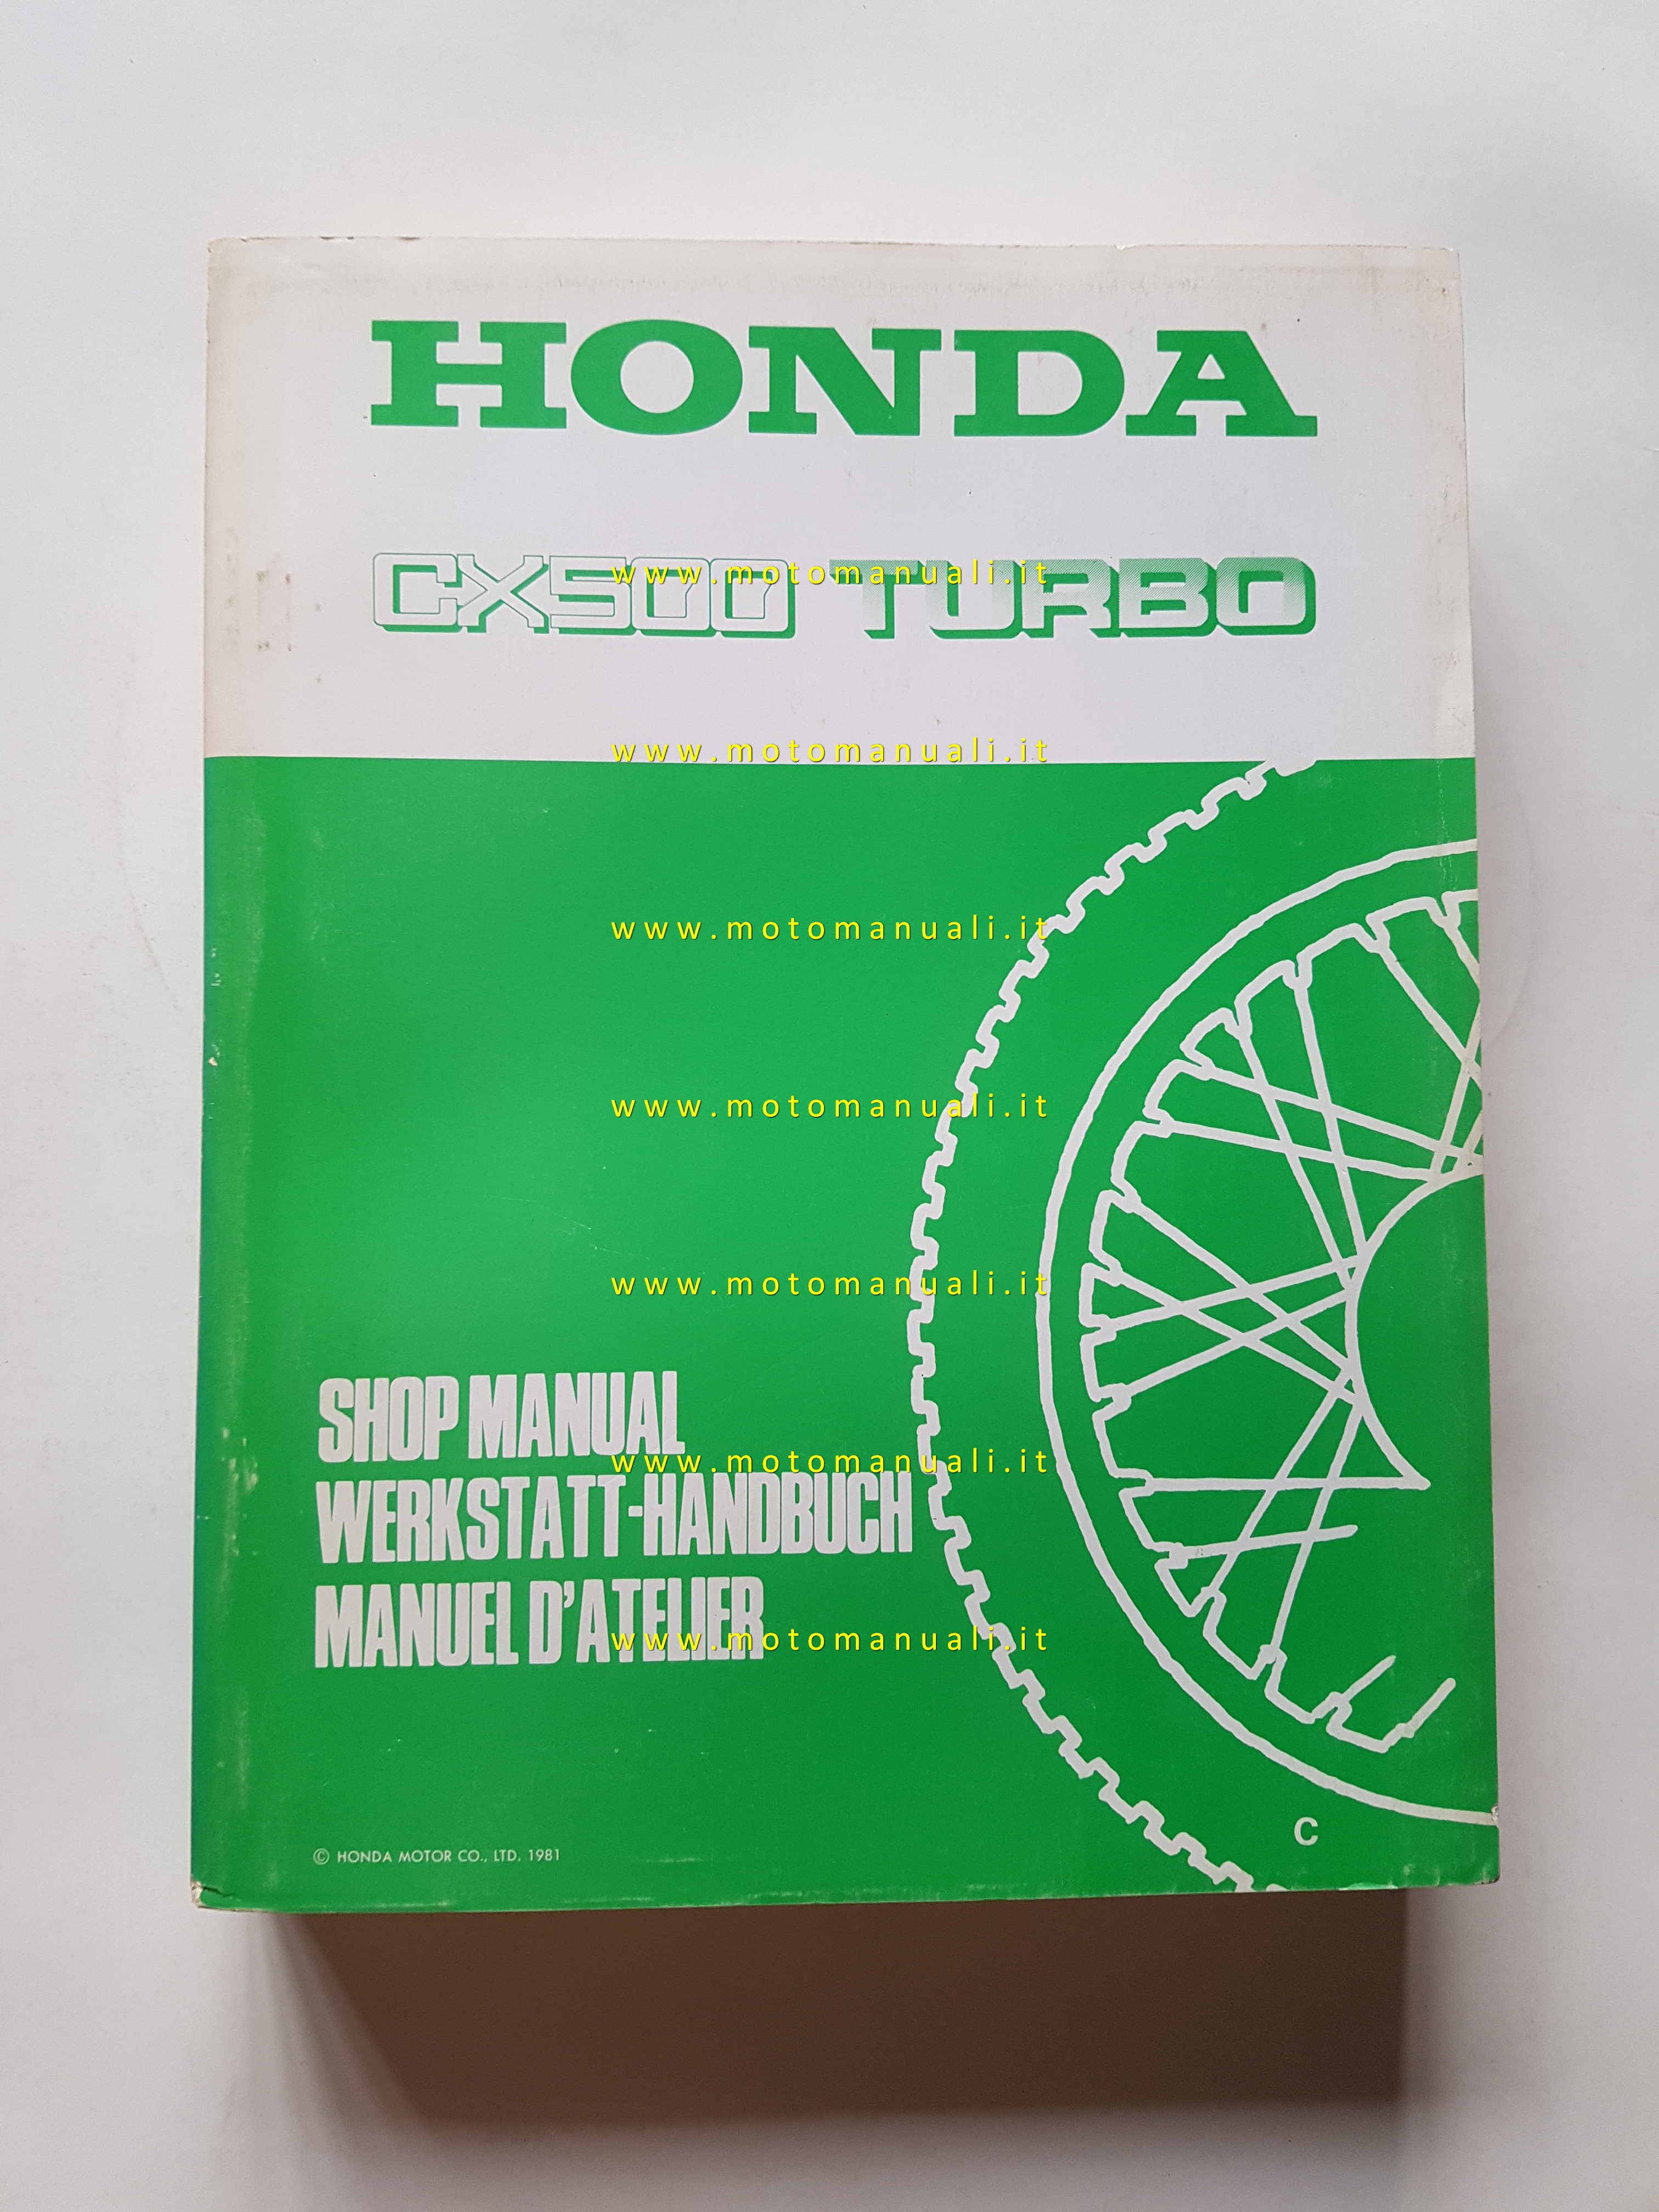 HONDA
CX500 TURBO
www.motomanuali.it
www.motomanuali.it
www.motomanuali.it
www.motomanuali.it
www.motomanuali.it
SHOP MANUAL
www.motomanuali.it
WERKSTATT-HANDBUCH
MANUEL D'ATELIER
www.motomanuali.it
C
© HONDA MOTOR CO., LTD. 1981